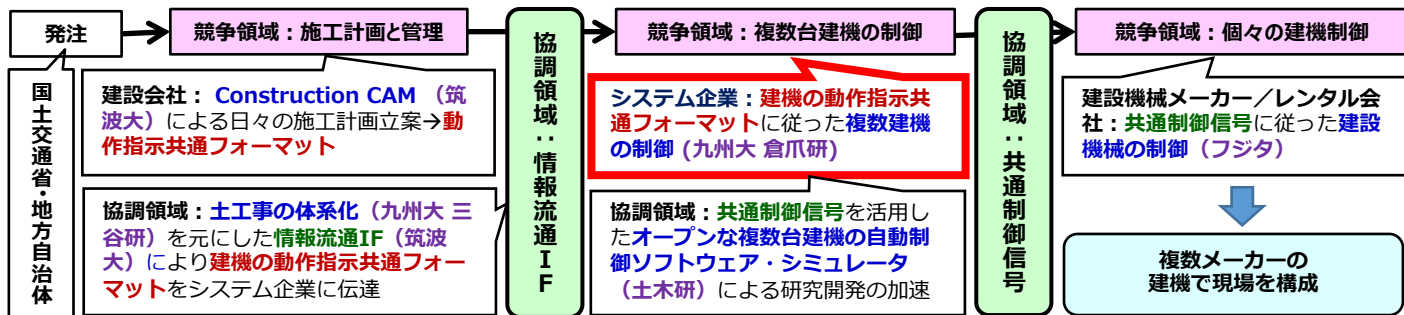 発注
国土交通省・地方自治体
競争領域：施工計画と管理
建設会社： Construction CAM （筑
波大）による日々の施工計画立案→動
作指示共通フォーマット
協調領域：土工事の体系化（九州大 三
谷研）を元にした情報流通IF（筑波
大）により建機の動作指示共通フォー
マットをシステム企業に伝達
協調領域：情報流通IF
競争領域：複数台建機の制御
システム企業：建機の動作指示共
通フォーマットに従った複数建機
の制御 (九州大 倉爪研)
協調領域：共通制御信号を活用し
たオープンな複数台建機の自動制
御ソフトウェア・シミュレータ
（土木研）による研究開発の加速
協調領域：共通制御信号
競争領域：個々の建機制御
建設機械メーカー／レンタル会
社：共通制御信号に従った建設
機械の制御（フジタ）
複数メーカーの
建機で現場を構成